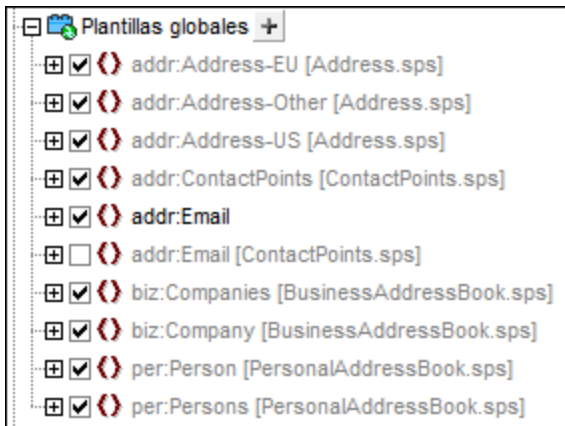 Plantillas globales
addr:Address-EU [Address.sps]
addr:Address-Other [Address.sps]
addr:Address-US [Address.sps]
addr:ContactPoints [ContactPoints.sps]
addr:Email
addr:Email [ContactPoints.sps]
biz:Companies [BusinessAddressBook.sps]
biz:Company [BusinessAddressBook.sps]
per:Person [PersonalAddressBook.sps]
per:Persons [PersonalAddressBook.sps]